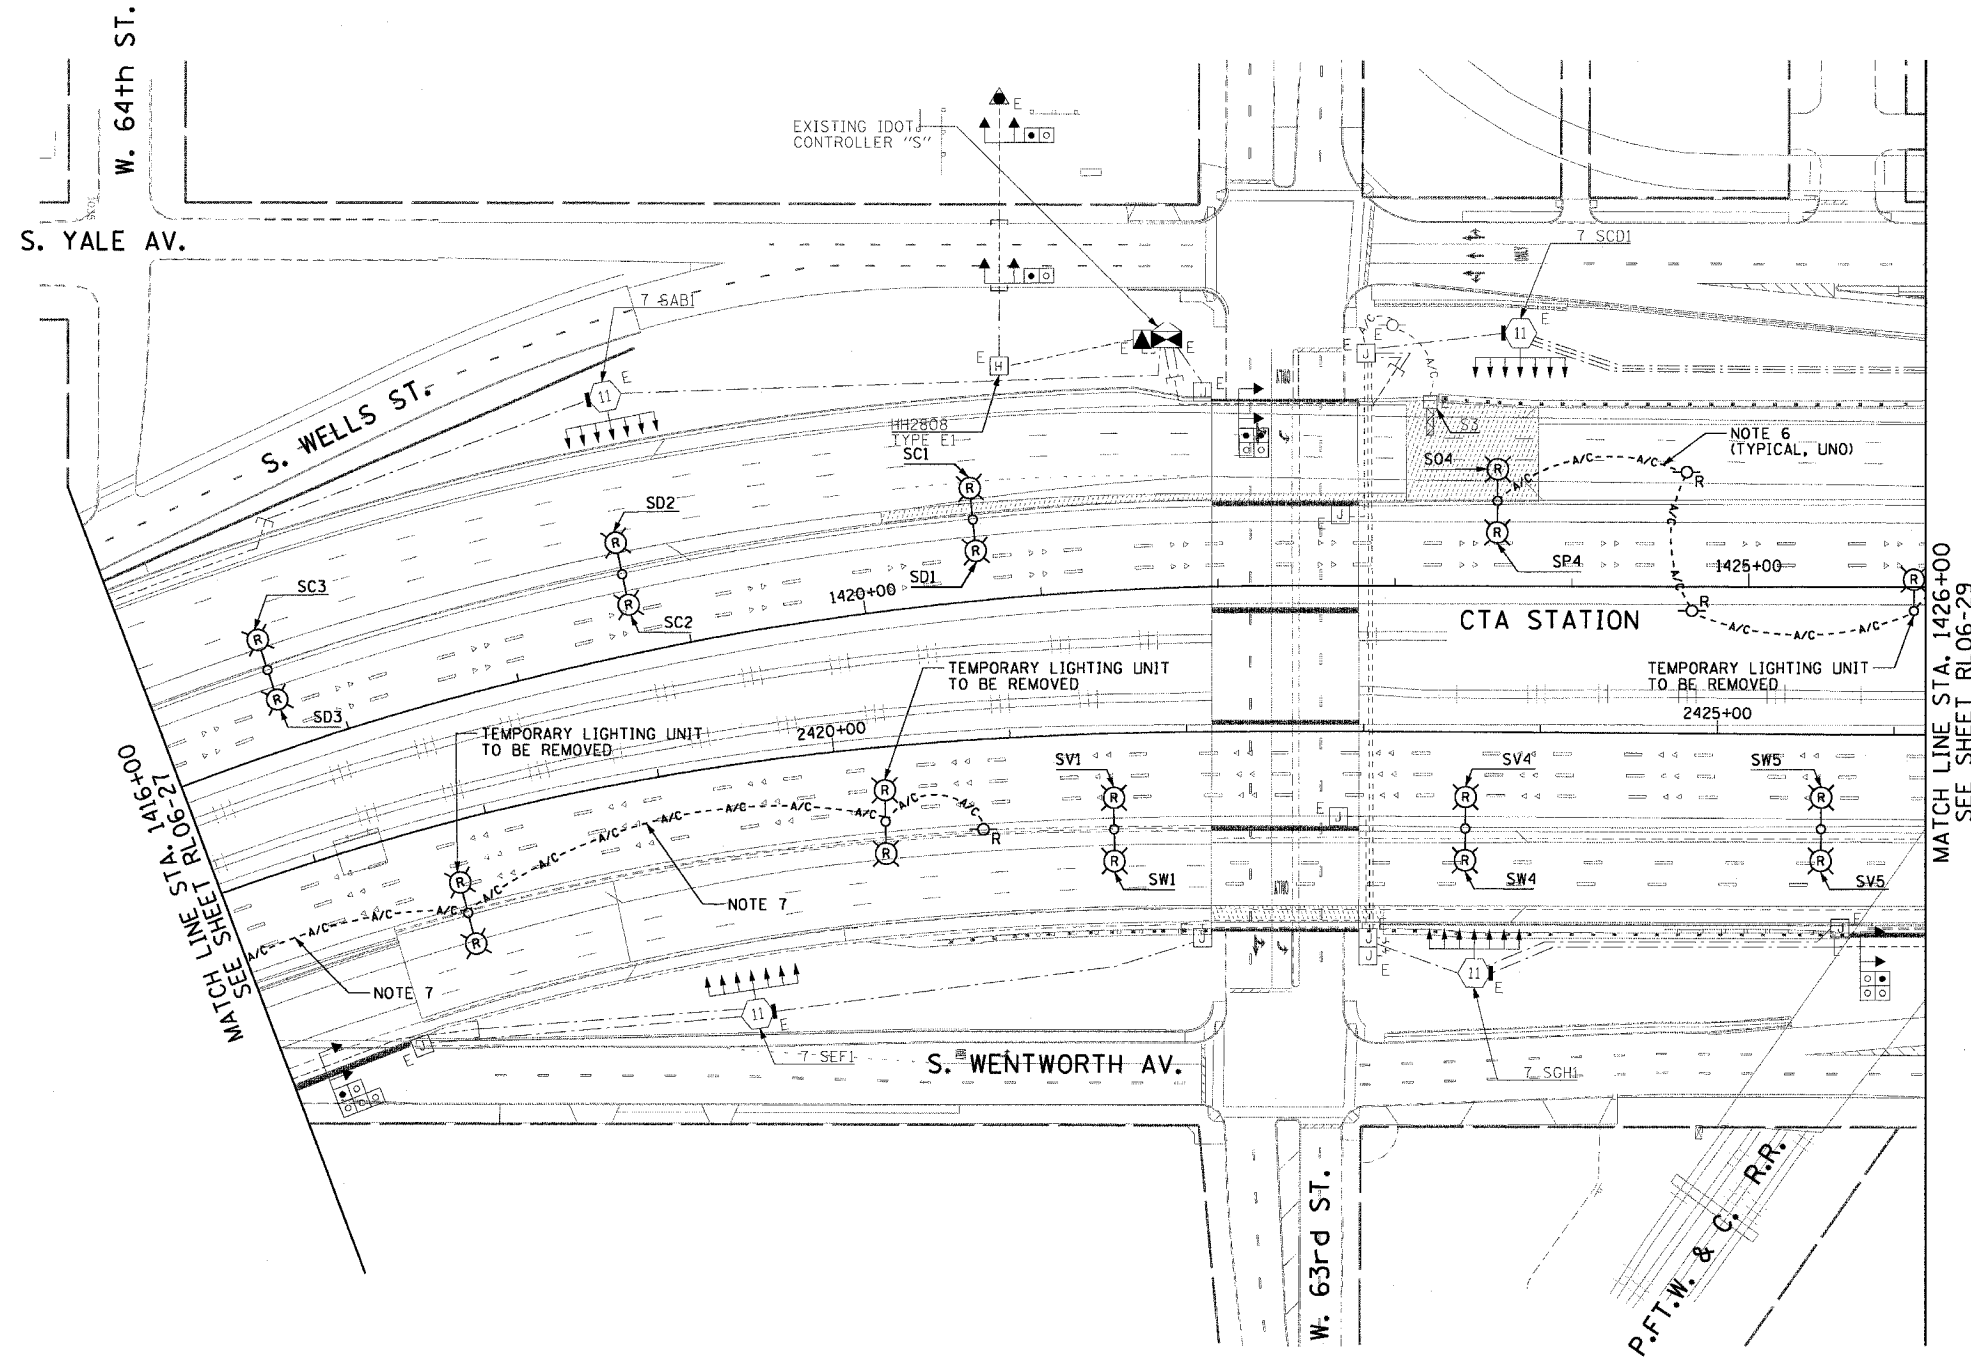 W. 64th ST.
S. YALE AV.
EXISTING IDOT
CONTROLLER "S"
E
7 SCD1
E
11
7 SAB1
E
11
E
H
E
E
E
J
E
J
A/C
A/C
S. WELLS ST.
HH2808
TYPE E1
SC1
R
SD1
R
SD2
R
SC2
R
SC3
R
SD3
R
S3
SO4
R
SP4
R
NOTE 6
(TYPICAL, UNO)
A/C
A/C
A/C
R
A/C
A/C
R
A/C
A/C
A/C
R
E
J
1420+00
1425+00
CTA STATION
TEMPORARY LIGHTING UNIT
TO BE REMOVED
TEMPORARY LIGHTING UNIT
TO BE REMOVED
TEMPORARY LIGHTING UNIT
TO BE REMOVED
2420+00
2425+00
MATCH LINE STA. 1426+00
SEE SHEET RL06-29
MATCH LINE STA. 1416+00
SEE SHEET RL06-27
SV1
R
SW1
R
SV4
R
SW4
R
SW5
R
SV5
R
E
J
R
R
R
R
R
A/C
A/C
A/C
A/C
A/C
A/C
A/C
A/C
A/C
A/C
A/C
A/C
A/C
A/C
NOTE 7
NOTE 7
J
J
E
11
E
J
E
7 SGH1
11
E
7 SEF1
J
E
S. WENTWORTH AV.
W. 63rd ST.
P.FT.W. & C. R.R.